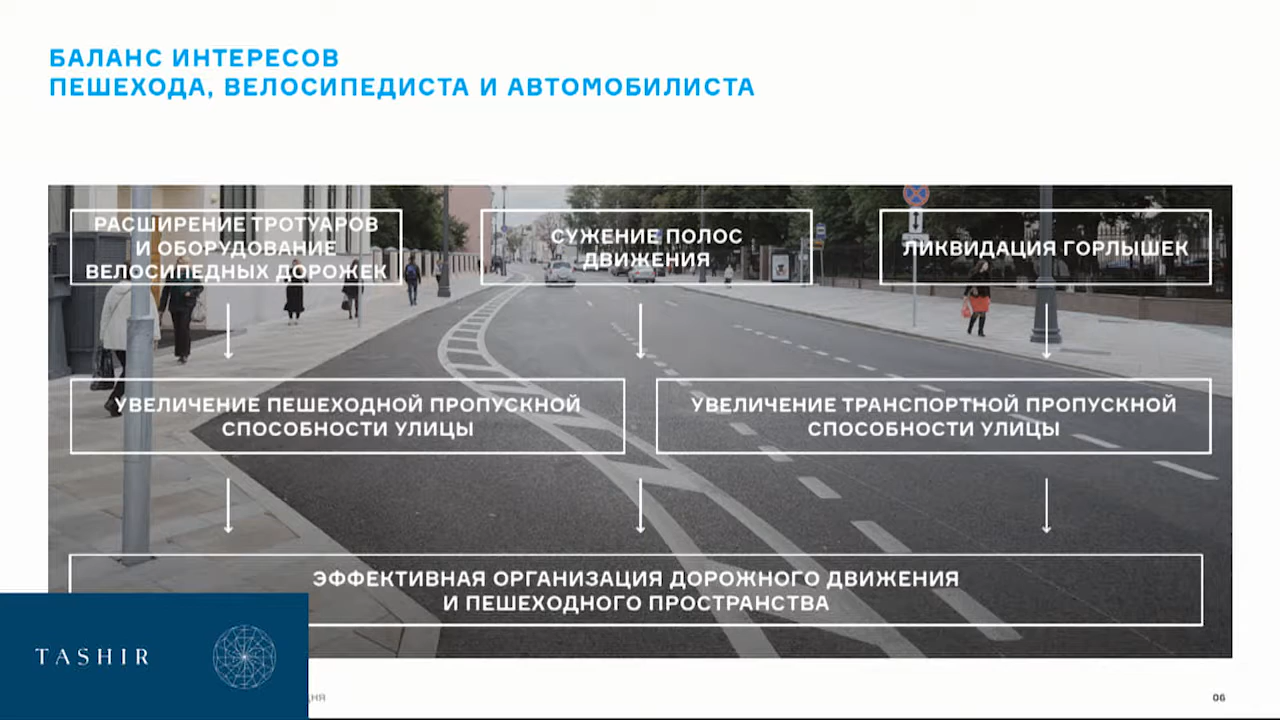 БАЛАНС ИНТЕРЕСОВ
ПЕШЕХОДА, ВЕЛОСИПЕДИСТА И АВТОМОБИЛИСТА
РАСШИРЕНИЕ ТРОТУАРОВ
И ОБОРУДОВАНИЕ
ВЕЛОСИПЕДНЫХ ДОРОЖЕК
СУЖЕНИЕ ПОЛОС
ДВИЖЕНИЯ
ЛИКВИДАЦИЯ ГОРЛЫШЕК
УВЕЛИЧЕНИЕ ПЕШЕХОДНОЙ ПРОПУСКНОЙ
СПОСОБНОСТИ УЛИЦЫ
УВЕЛИЧЕНИЕ ТРАНСПОРТНОЙ ПРОПУСКНОЙ
СПОСОБНОСТИ УЛИЦЫ
ЭФФЕКТИВНАЯ ОРГАНИЗАЦИЯ ДОРОЖНОГО ДВИЖЕНИЯ
И ПЕШЕХОДНОГО ПРОСТРАНСТВА
TASHIR
06